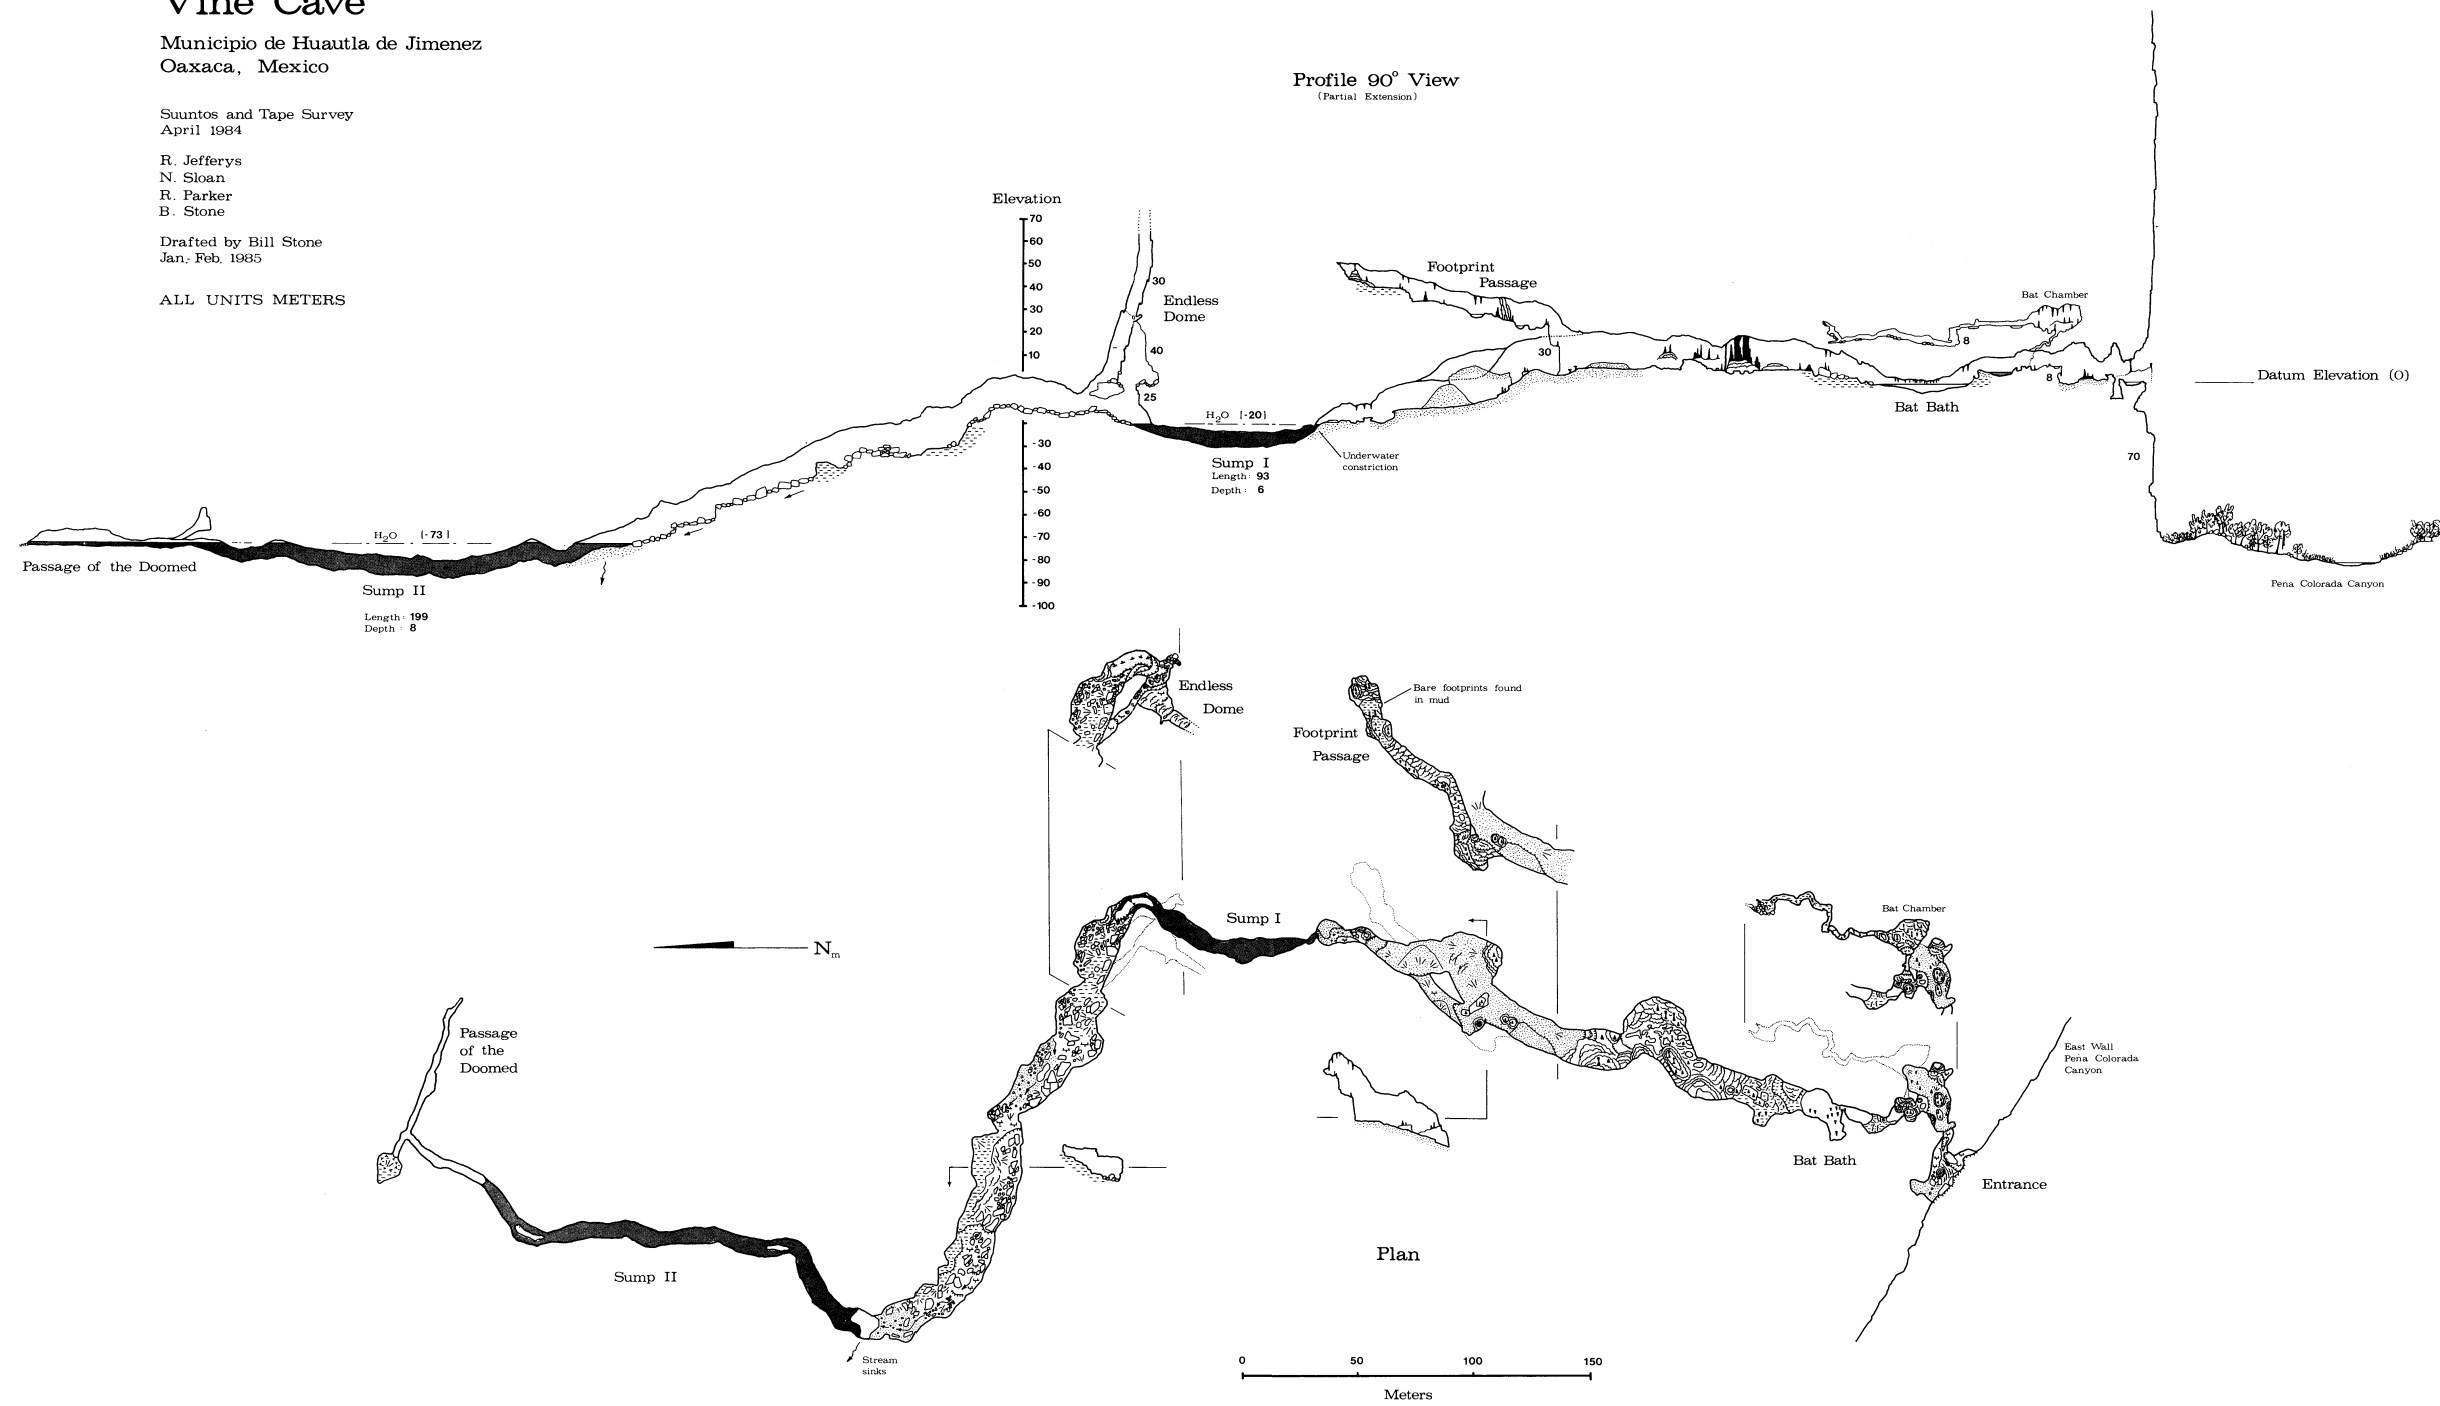 Vine Cave
Municipio de Huautla de Jimenez
Oaxaca, Mexico
Suuntos and Tape Survey
April 1984
R. Jefferys
N. Sloan
R. Parker
B. Stone
Drafted by Bill Stone
Jan.- Feb. 1985
ALL UNITS METERS
Profile 90° View
(Partial Extension)
Elevation
70
60
50
40
30
20
10
-30
-40
-50
-60
-70
-80
-90
-100
30
Endless
Dome
40
25
Footprint
Passage
30
Bat Chamber
8
8
Bat Bath
Datum Elevation (0)
70
Pena Colorada Canyon
H₂O [-20]
Sump I
Length: 93
Depth: 6
Underwater
constriction
H₂O [-73]
Passage of the Doomed
Sump II
Length: 199
Depth: 8
Endless
Dome
Bare footprints found
in mud
Footprint
Passage
Sump I
Bat Chamber
Nm
Passage
of the
Doomed
East Wall
Pena Colorada
Canyon
Bat Bath
Entrance
Plan
Sump II
Stream
sinks
0 50 100 150
Meters